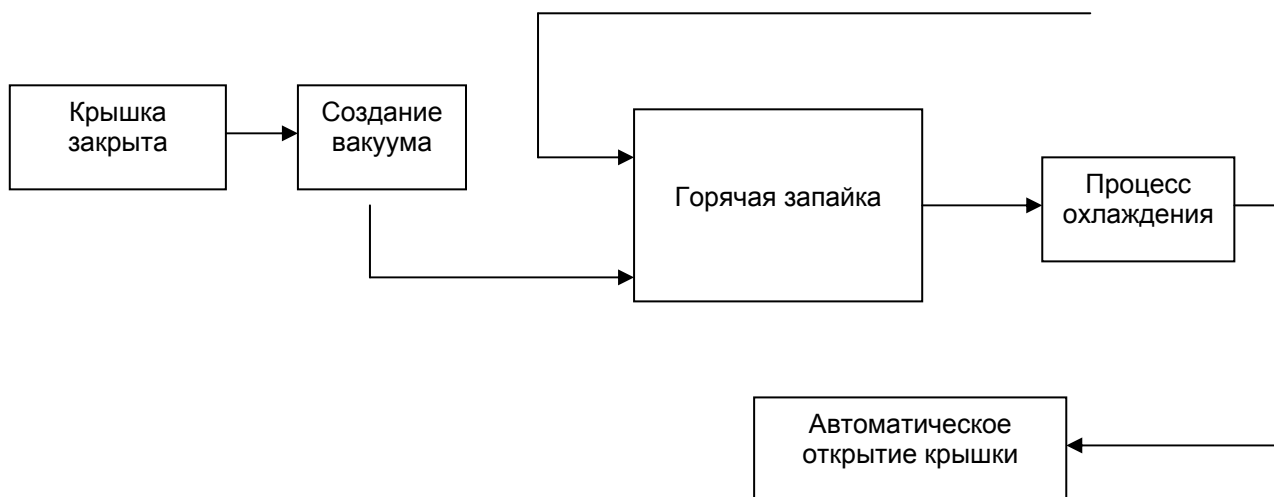 Крышка
закрыта
Создание
вакуума
Горячая запайка
Процесс
охлаждения
Автоматическое
открытие крышки